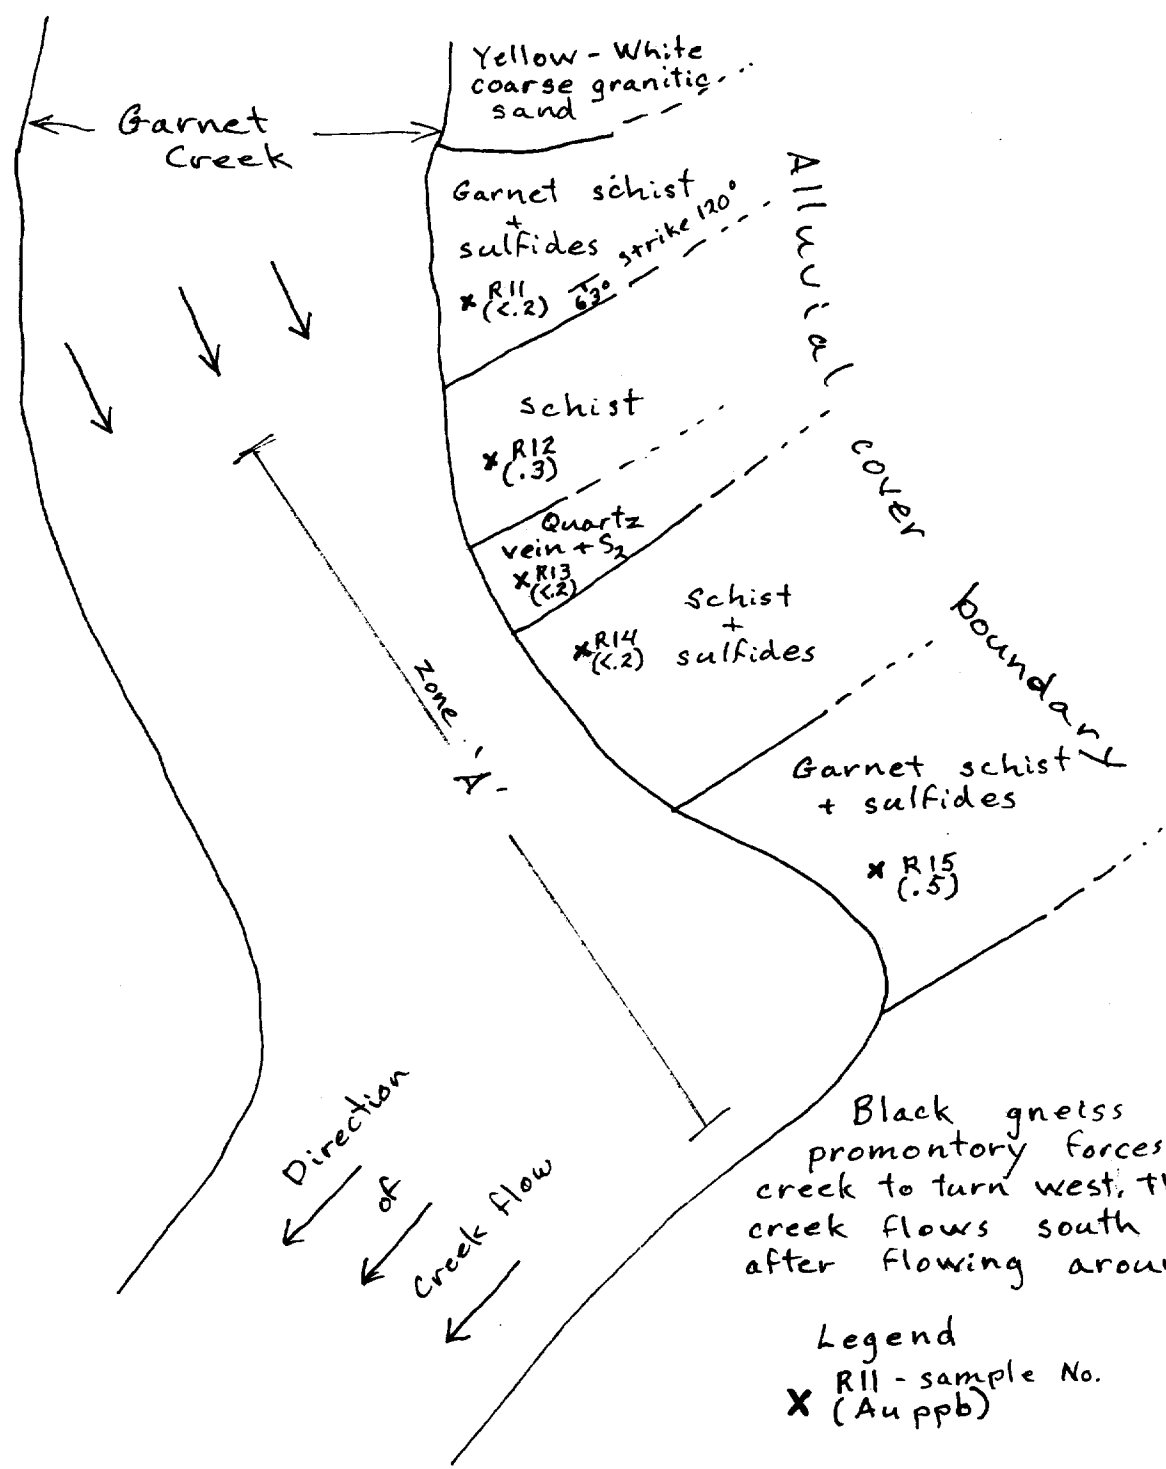 Yellow - White
coarse granitic
sand
Garnet
Creek
Garnet schist
+
sulfides
strike 120°
63°
R11
(<.2)
Schist
R12
(.3)
Quartz
vein + S2
R13
(<.2)
Schist
+
sulfides
R14
(<.2)
Alluvial cover boundary
Zone
'A'
Garnet schist
+ sulfides
R15
(.5)
Direction
of
Creek flow
Black gneiss
promontory forces
creek to turn west,
creek flows south
after flowing
Legend
X R11 - sample No.
(Au ppb)